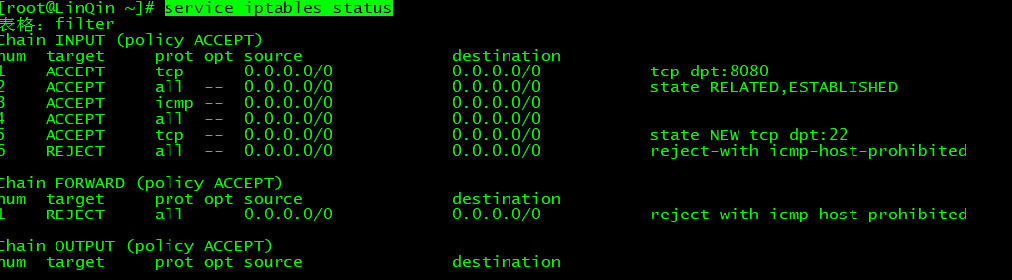 [root@LinQin ~]# service iptables status
表格：filter
Chain INPUT (policy ACCEPT)
num target prot opt source destination
1 ACCEPT tcp 0.0.0.0/0 0.0.0.0/0 tcp dpt:8080
2 ACCEPT all -- 0.0.0.0/0 0.0.0.0/0 state RELATED,ESTABLISHED
3 ACCEPT icmp -- 0.0.0.0/0 0.0.0.0/0
4 ACCEPT all -- 0.0.0.0/0 0.0.0.0/0
5 ACCEPT tcp -- 0.0.0.0/0 0.0.0.0/0 state NEW tcp dpt:22
6 REJECT all -- 0.0.0.0/0 0.0.0.0/0 reject-with icmp-host-prohibited
Chain FORWARD (policy ACCEPT)
num target prot opt source destination
1 REJECT all 0.0.0.0/0 0.0.0.0/0 reject with icmp host prohibited
Chain OUTPUT (policy ACCEPT)
num target prot opt source destination